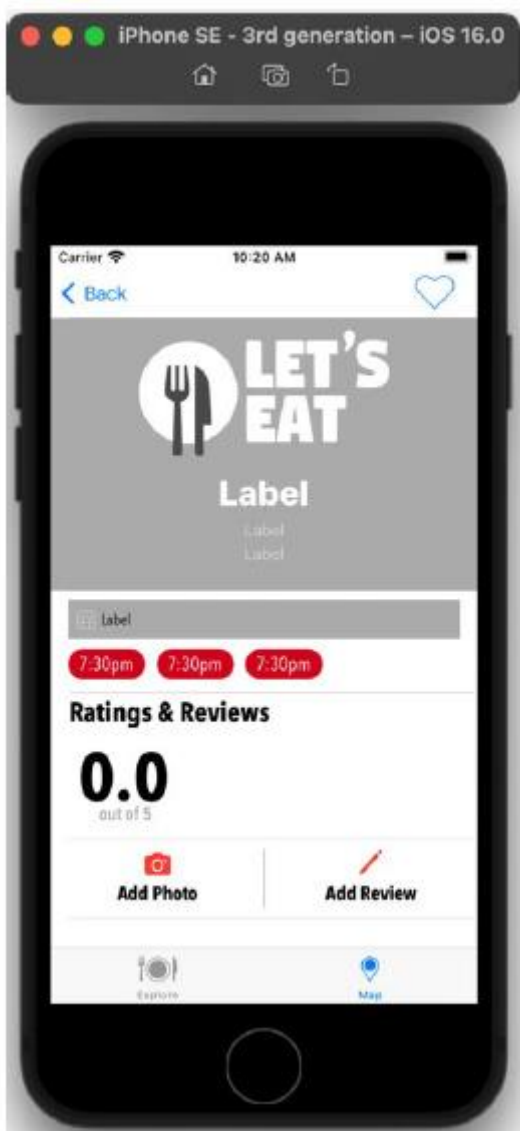 iPhone SE - 3rd generation – iOS 16.0
Carrier 10:20 AM
Back
LET'S
EAT
Label
Label
Label
Label
7:30pm 7:30pm 7:30pm
Ratings & Reviews
0.0
out of 5
Add Photo Add Review
Explore Map